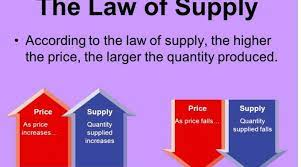 The Law of Supply
• According to the law of supply, the higher
the price, the larger the quantity produced.
Price
As price
increases…
Supply
Quantity
supplied
increases
Price
As price falls…
Supply
Quantity
supplied falls